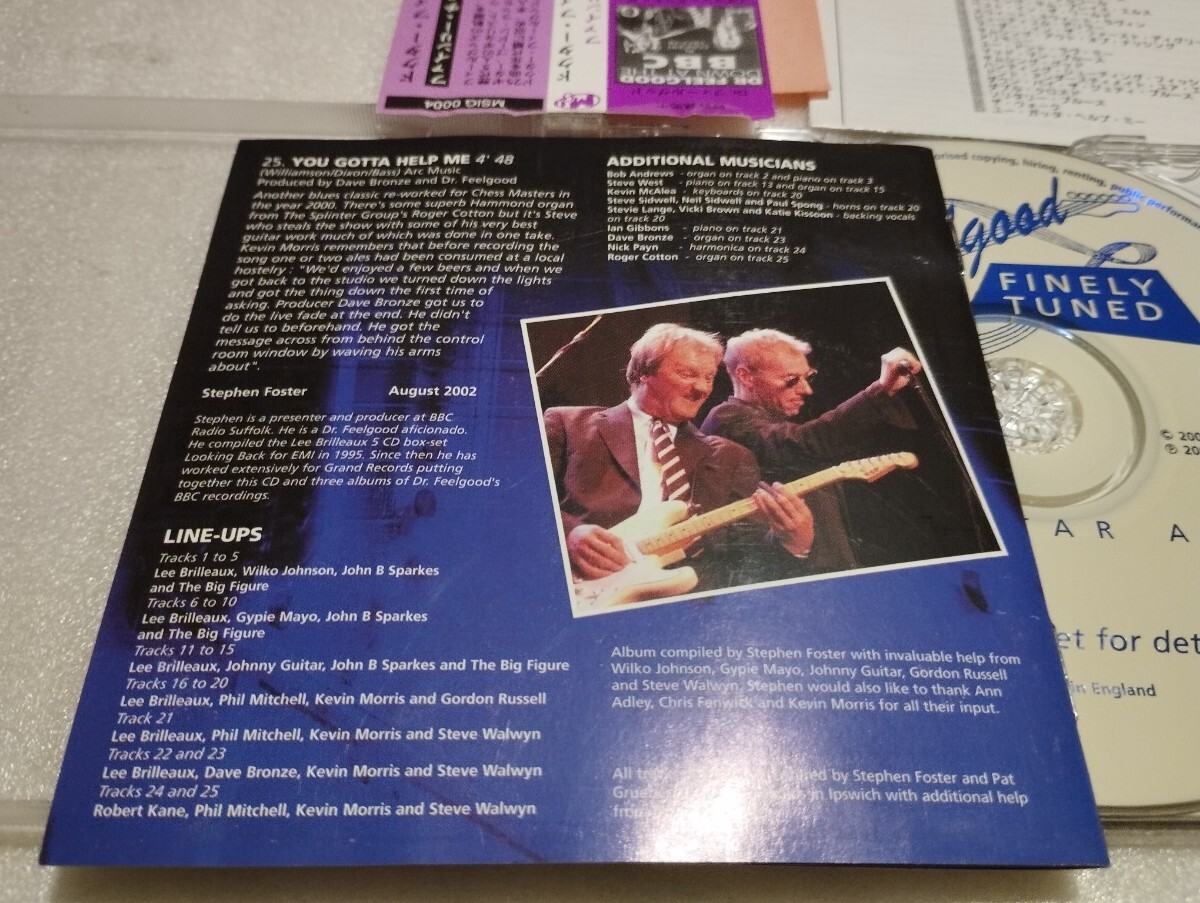 MSIG 0004
DR FEELGOOD
DOWN AT THE
BBC
25. YOU GOTTA HELP ME 4' 48
(Williamson/Dixon/Bass) Arc Music
Produced by Dave Bronze and Dr. Feelgood
Another blues classic re-worked for Chess Masters in
the year 2000. There's some superb Hammond organ
from The Splinter Group's Roger Cotton but it's Steve
who steals the show with some of his very best
guitar work much of which was done in one take.
Kevin Morris remembers that before recording the
song one or two ales had been consumed at a local
hostelry : "We'd enjoyed a few beers and when we
got back to the studio we turned down the lights
and got the thing down the first time of
asking. Producer Dave Bronze got us to
do the live fade at the end. He didn't
tell us to beforehand. He got the
message across from behind the control
room window by waving his arms
about".
Stephen Foster August 2002
Stephen is a presenter and producer at BBC
Radio Suffolk. He is a Dr. Feelgood aficionado.
He compiled the Lee Brilleaux 5 CD box-set
Looking Back for EMI in 1995. Since then he has
worked extensively for Grand Records putting
together this CD and three albums of Dr. Feelgood's
BBC recordings.
LINE-UPS
Tracks 1 to 5
Lee Brilleaux, Wilko Johnson, John B Sparkes
and The Big Figure
Tracks 6 to 10
Lee Brilleaux, Gypie Mayo, John B Sparkes
and The Big Figure
Tracks 11 to 15
Lee Brilleaux, Johnny Guitar, John B Sparkes and The Big Figure
Tracks 16 to 20
Lee Brilleaux, Phil Mitchell, Kevin Morris and Gordon Russell
Track 21
Lee Brilleaux, Phil Mitchell, Kevin Morris and Steve Walwyn
Tracks 22 and 23
Lee Brilleaux, Dave Bronze, Kevin Morris and Steve Walwyn
Tracks 24 and 25
Robert Kane, Phil Mitchell, Kevin Morris and Steve Walwyn
ADDITIONAL MUSICIANS
Bob Andrews - organ on track 2 and piano on track 3
Steve West - piano on track 13 and organ on track 15
Kevin McAlea - keyboards on track 20
Steve Sidwell, Neil Sidwell and Paul Spong - horns on track 20
Stevie Lange, Vicki Brown and Katie Kissoon - backing vocals
on track 20
Ian Gibbons - piano on track 21
Dave Bronze - organ on track 23
Nick Payn - harmonica on track 24
Roger Cotton - organ on track 25
Album compiled by Stephen Foster with invaluable help from
Wilko Johnson, Gypie Mayo, Johnny Guitar, Gordon Russell
and Steve Walwyn. Stephen would also like to thank Ann
Adley, Chris Fenwick and Kevin Morris for all their input.
All by Stephen Foster and Pat
in Ipswich with additional help
from
copying, hiring, renting, public
good
FINELY
TUNED
© 200
℗ 20
AR A
for det
in England